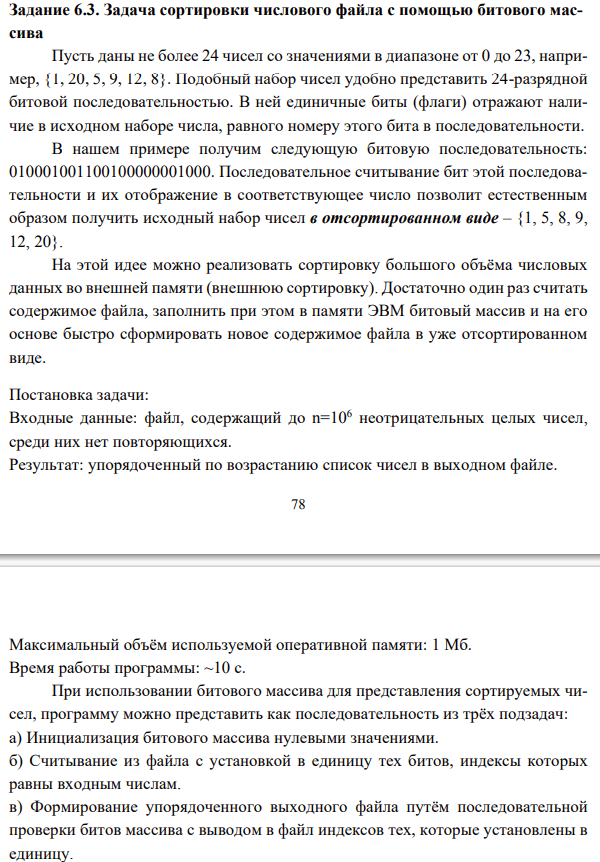 Задание 6.3. Задача сортировки числового файла с помощью битового мас-
сива
Пусть даны не более 24 чисел со значениями в диапазоне от 0 до 23, напри-
мер, {1, 20, 5, 9, 12, 8}. Подобный набор чисел удобно представить 24-разрядной
битовой последовательностью. В ней единичные биты (флаги) отражают нали-
чие в исходном наборе числа, равного номеру этого бита в последовательности.
В нашем примере получим следующую битовую последовательность:
010001001100100000001000. Последовательное считывание бит этой последова-
тельности и их отображение в соответствующее число позволит естественным
образом получить исходный набор чисел в отсортированном виде – {1, 5, 8, 9,
12, 20}.
На этой идее можно реализовать сортировку большого объёма числовых
данных во внешней памяти (внешнюю сортировку). Достаточно один раз считать
содержимое файла, заполнить при этом в памяти ЭВМ битовый массив и на его
основе быстро сформировать новое содержимое файла в уже отсортированном
виде.
Постановка задачи:
Входные данные: файл, содержащий до n=10⁶ неотрицательных целых чисел,
среди них нет повторяющихся.
Результат: упорядоченный по возрастанию список чисел в выходном файле.
78
Максимальный объём используемой оперативной памяти: 1 Мб.
Время работы программы: ~10 с.
При использовании битового массива для представления сортируемых чи-
сел, программу можно представить как последовательность из трёх подзадач:
а) Инициализация битового массива нулевыми значениями.
б) Считывание из файла с установкой в единицу тех битов, индексы которых
равны входным числам.
в) Формирование упорядоченного выходного файла путём последовательной
проверки битов массива с выводом в файл индексов тех, которые установлены в
единицу.